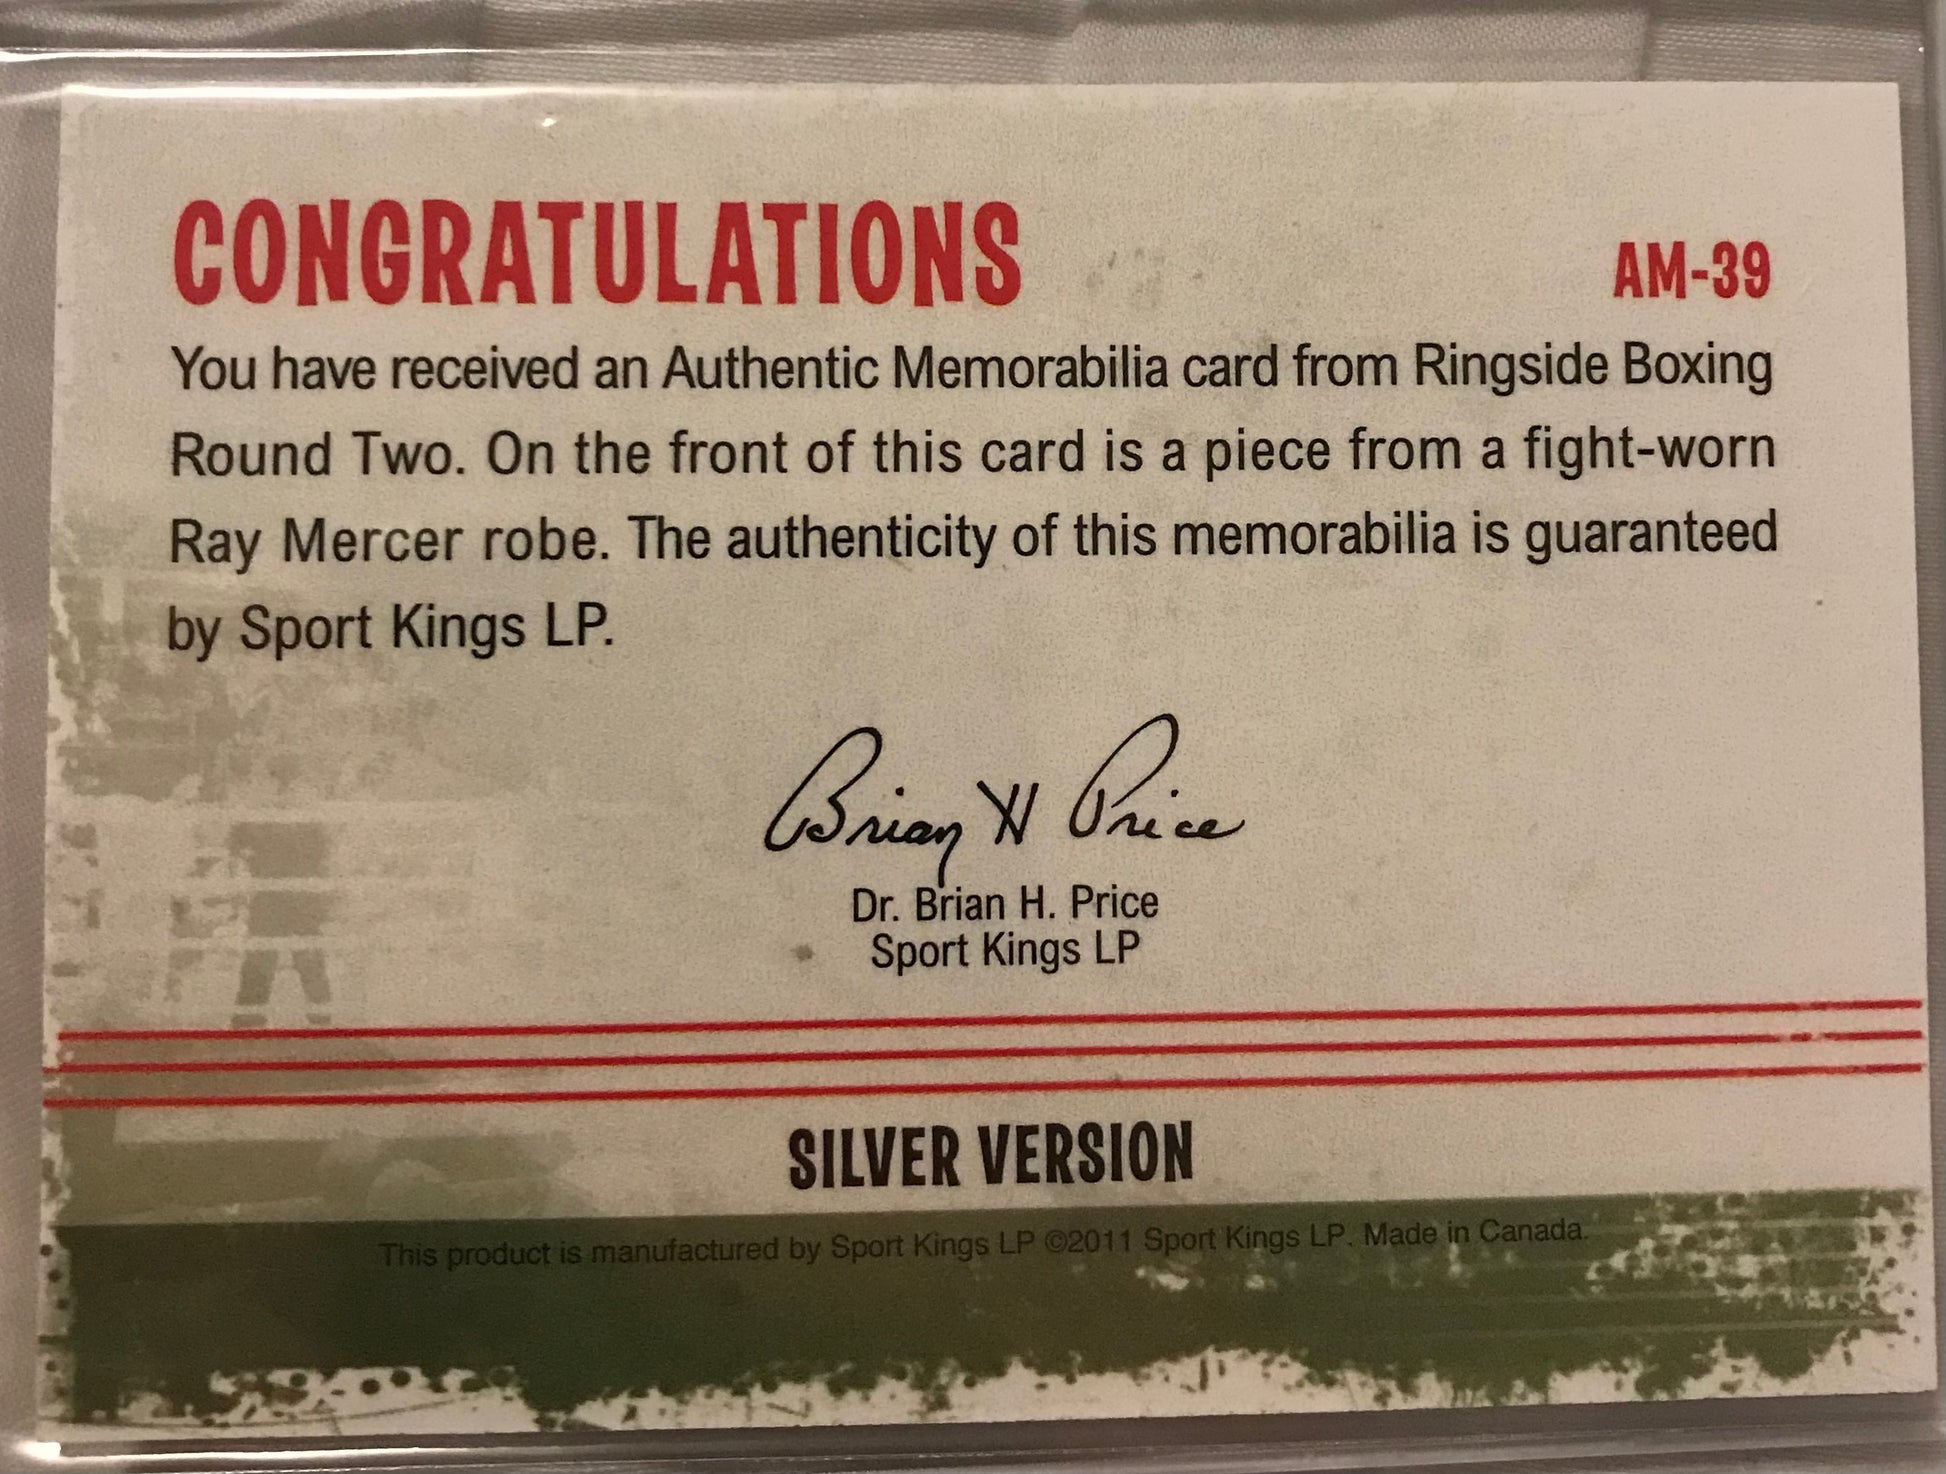 CONGRATULATIONS
AM-39
You have received an Authentic Memorabilia card from Ringside Boxing
Round Two. On the front of this card is a piece from a fight-worn
Ray Mercer robe. The authenticity of this memorabilia is guaranteed
by Sport Kings LP.
Brian H Price
Dr. Brian H. Price
Sport Kings LP
SILVER VERSION
This product is manufactured by Sport Kings LP ©2011 Sport Kings LP. Made in Canada.